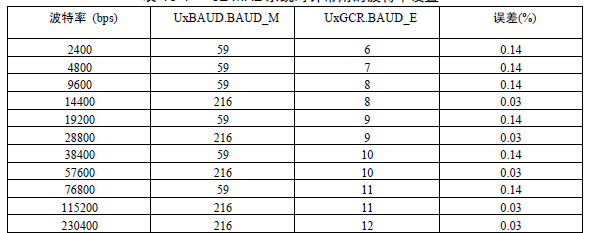 波特率 (bps) UxBAUD.BAUD_M UxGCR.BAUD_E 误差(%)
2400 59 6 0.14
4800 59 7 0.14
9600 59 8 0.14
14400 216 8 0.03
19200 59 9 0.14
28800 216 9 0.03
38400 59 10 0.14
57600 216 10 0.03
76800 59 11 0.14
115200 216 11 0.03
230400 216 12 0.03